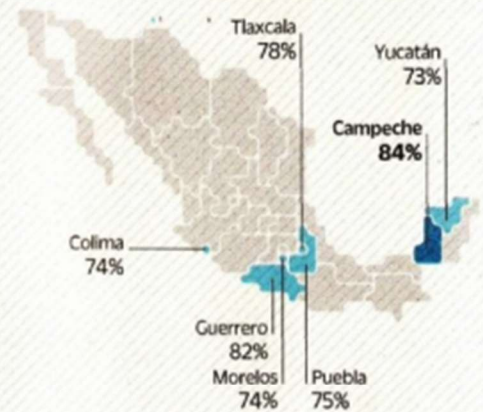 Tlaxcala
78%
Yucatán
73%
Campeche
84%
Colima
74%
Guerrero
82%
Morelos
74%
Puebla
75%